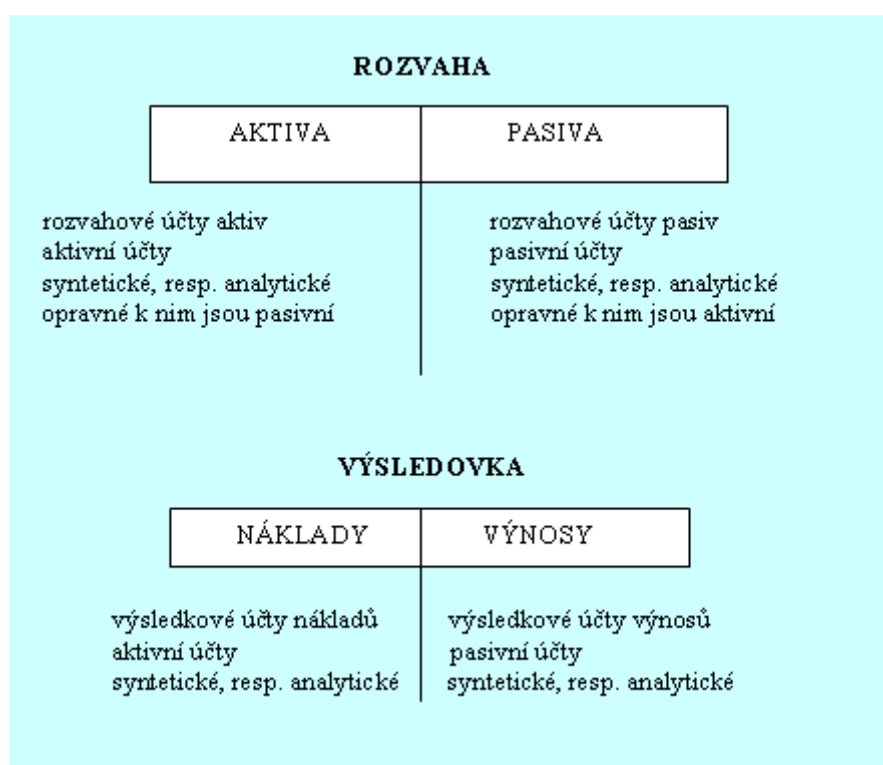 ROZVAHA
AKTIVA PASIVA
rozvahové účty aktiv
aktivní účty
syntetické, resp. analytické
opravné k nim jsou pasivní
rozvahové účty pasiv
pasivní účty
syntetické, resp. analytické
opravné k nim jsou aktivní
VÝSLEDOVKA
NÁKLADY VÝNOSY
výsledkové účty nákladů
aktivní účty
syntetické, resp. analytické
výsledkové účty výnosů
pasivní účty
syntetické, resp. analytické